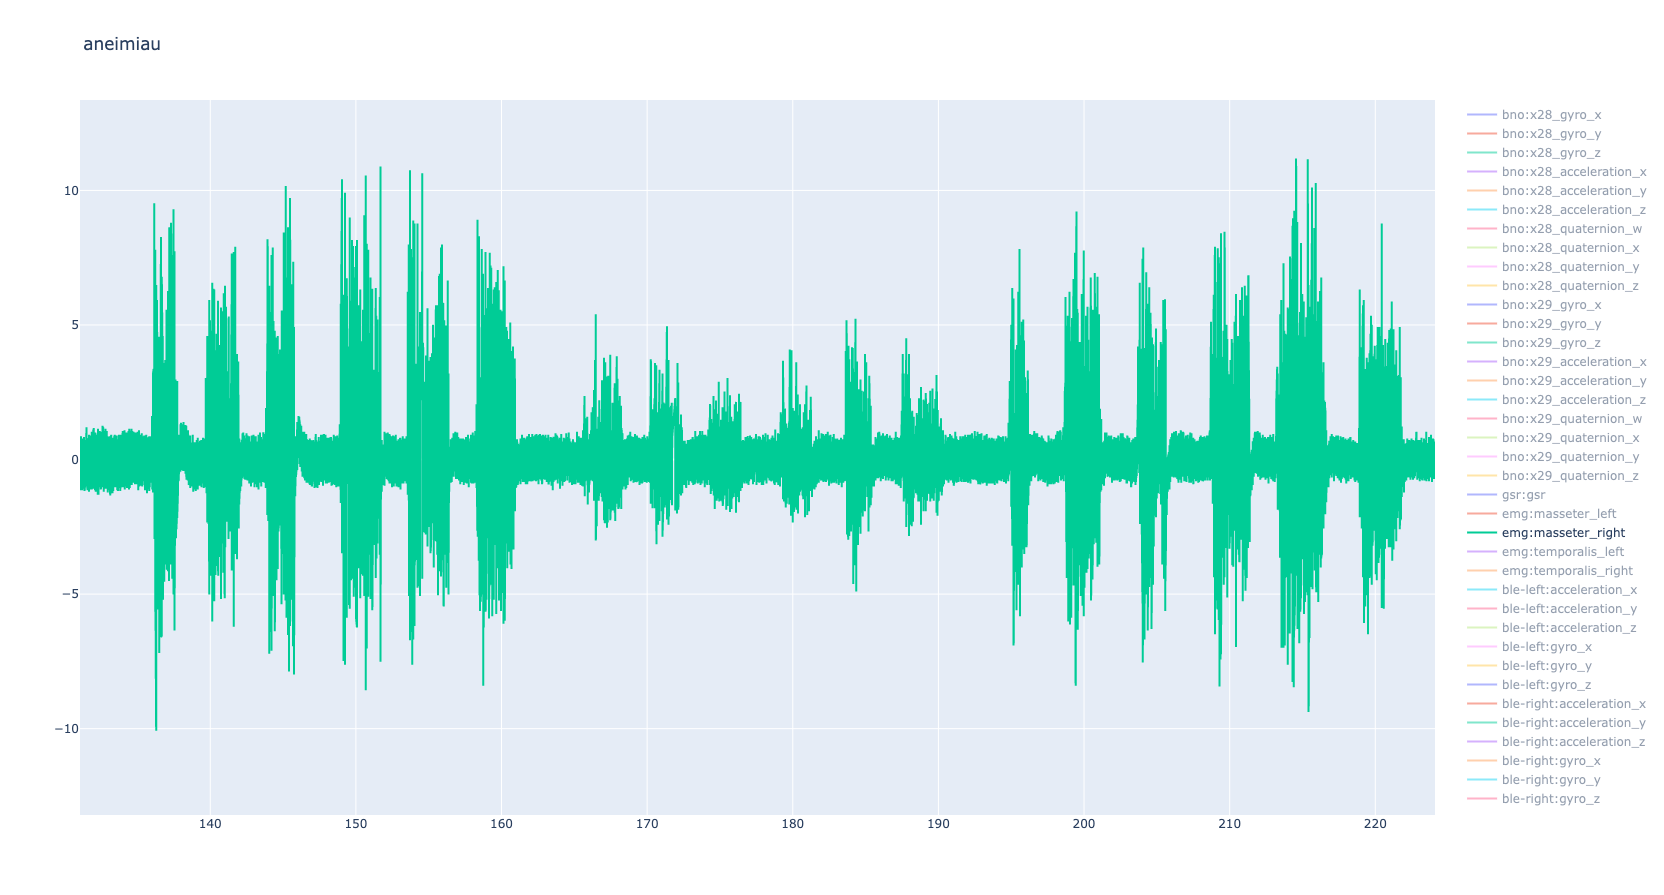 aneimiau
10
5
0
−5
−10
140 150 160 170 180 190 200 210 220
bno:x28_gyro_x
bno:x28_gyro_y
bno:x28_gyro_z
bno:x28_acceleration_x
bno:x28_acceleration_y
bno:x28_acceleration_z
bno:x28_quaternion_w
bno:x28_quaternion_x
bno:x28_quaternion_y
bno:x28_quaternion_z
bno:x29_gyro_x
bno:x29_gyro_y
bno:x29_gyro_z
bno:x29_acceleration_x
bno:x29_acceleration_y
bno:x29_acceleration_z
bno:x29_quaternion_w
bno:x29_quaternion_x
bno:x29_quaternion_y
bno:x29_quaternion_z
gsr:gsr
emg:masseter_left
emg:masseter_right
emg:temporalis_left
emg:temporalis_right
ble-left:acceleration_x
ble-left:acceleration_y
ble-left:acceleration_z
ble-left:gyro_x
ble-left:gyro_y
ble-left:gyro_z
ble-right:acceleration_x
ble-right:acceleration_y
ble-right:acceleration_z
ble-right:gyro_x
ble-right:gyro_y
ble-right:gyro_z